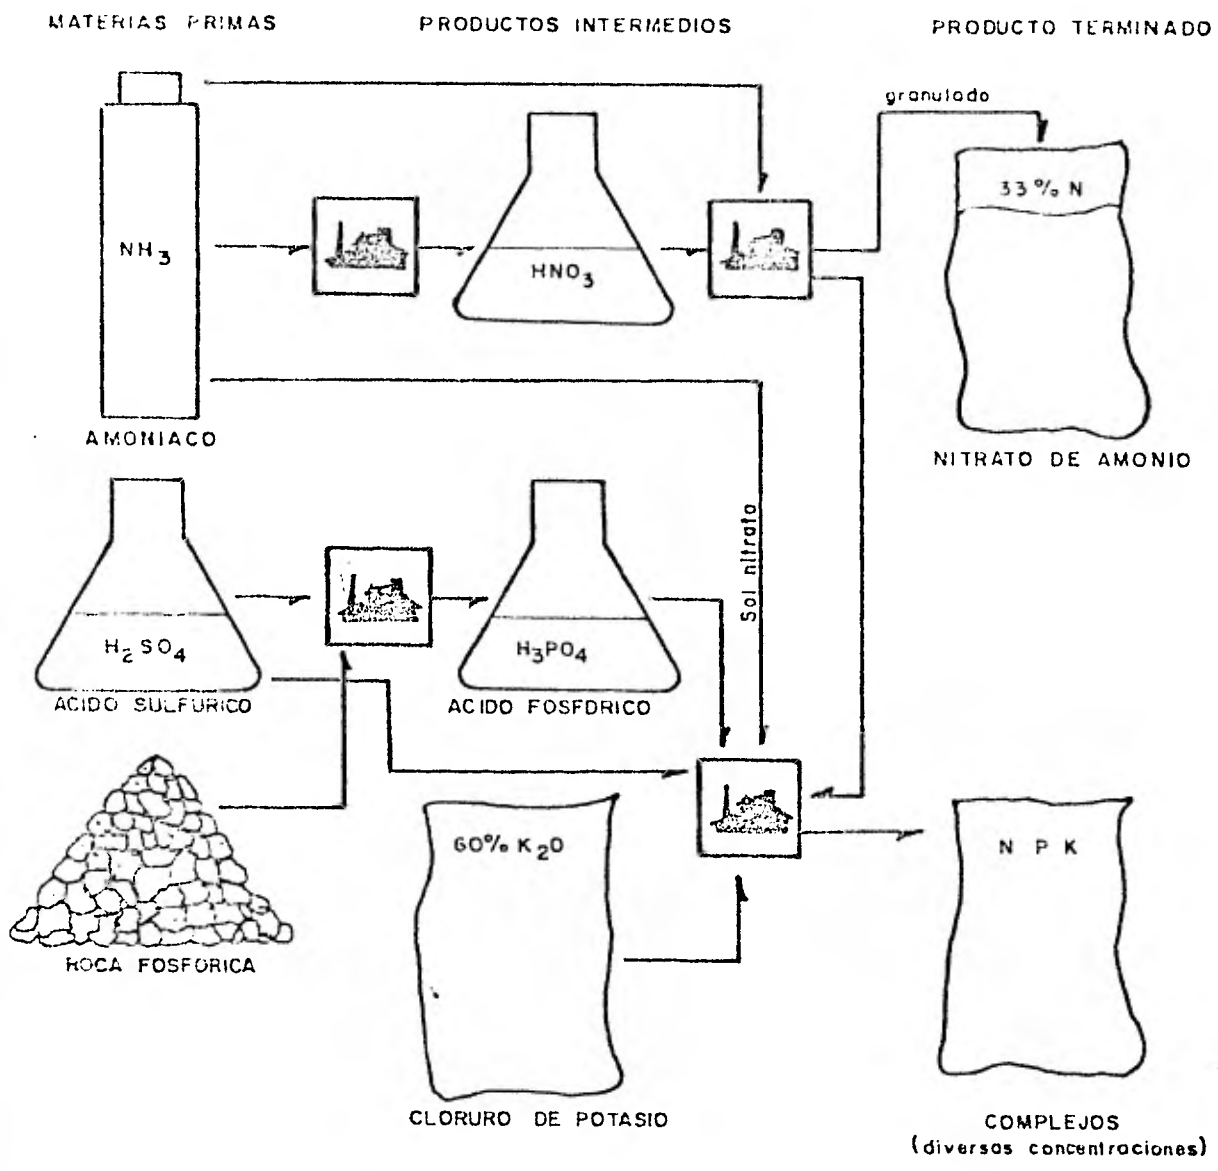 MATERIAS PRIMAS
PRODUCTOS INTERMEDIOS
PRODUCTO TERMINADO
granulado
33% N
NH3
HNO3
AMONIACO
NITRATO DE AMONIO
Sol nitrato
H2SO4
H3PO4
ACIDO SULFURICO
ACIDO FOSFORICO
60% K2O
N P K
ROCA FOSFORICA
CLORURO DE POTASIO
COMPLEJOS
(diversas concentraciones)